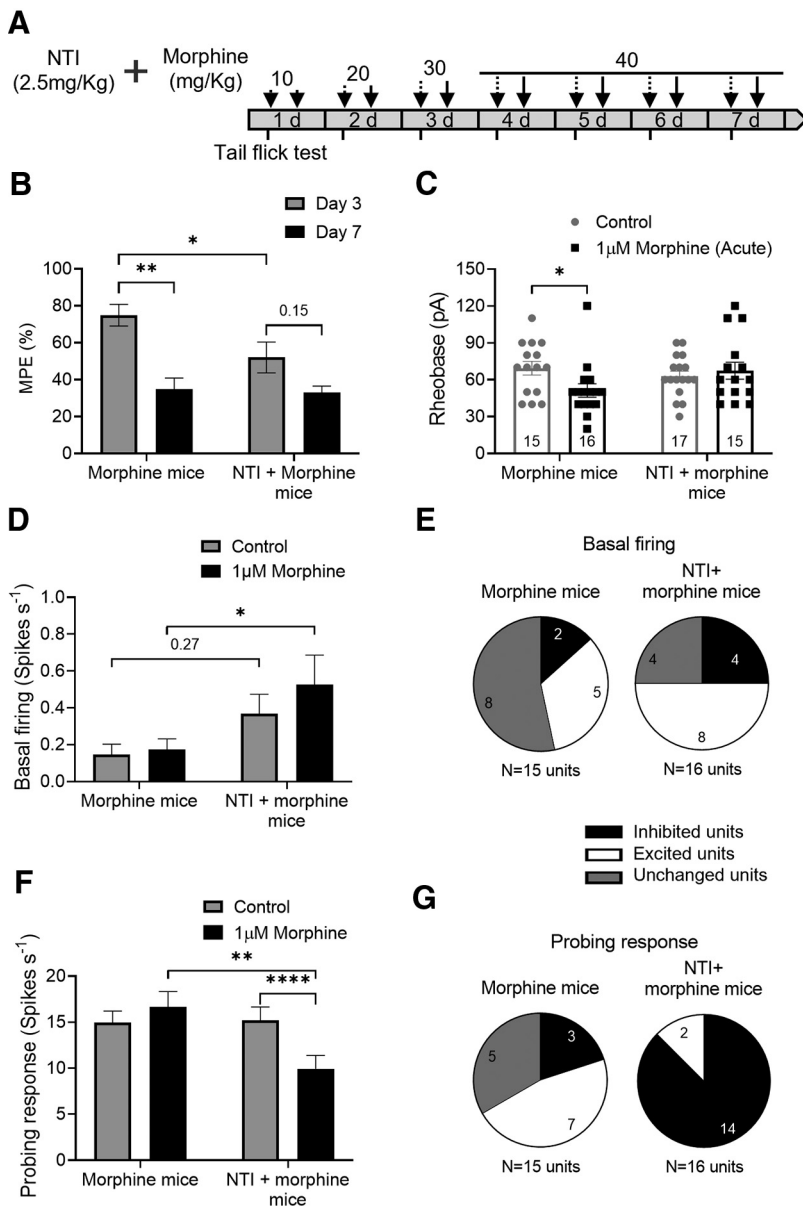 A
NTI
(2.5mg/Kg)
+
Morphine
(mg/Kg)
10
20
30
40
1 d
2 d
3 d
4 d
5 d
6 d
7 d
Tail flick test
B
Day 3
Day 7
*
**
0.15
MPE (%)
100
80
60
40
20
0
Morphine mice
NTI + Morphine
mice
C
Control
1μM Morphine (Acute)
*
Rheobase (pA)
150
120
90
60
30
0
15
16
17
15
Morphine mice
NTI + morphine
mice
D
Control
1μM Morphine
*
0.27
Basal firing (Spikes s⁻¹)
1.0
0.8
0.6
0.4
0.2
0.0
Morphine mice
NTI + morphine
mice
E
Basal firing
Morphine mice
2
5
8
N=15 units
NTI+
morphine mice
4
4
8
N=16 units
Inhibited units
Excited units
Unchanged units
F
Control
1μM Morphine
**
****
Probing response (Spikes s⁻¹)
20
15
10
5
0
Morphine mice
NTI + morphine
mice
G
Probing response
Morphine mice
3
5
7
N=15 units
NTI+
morphine mice
2
14
N=16 units